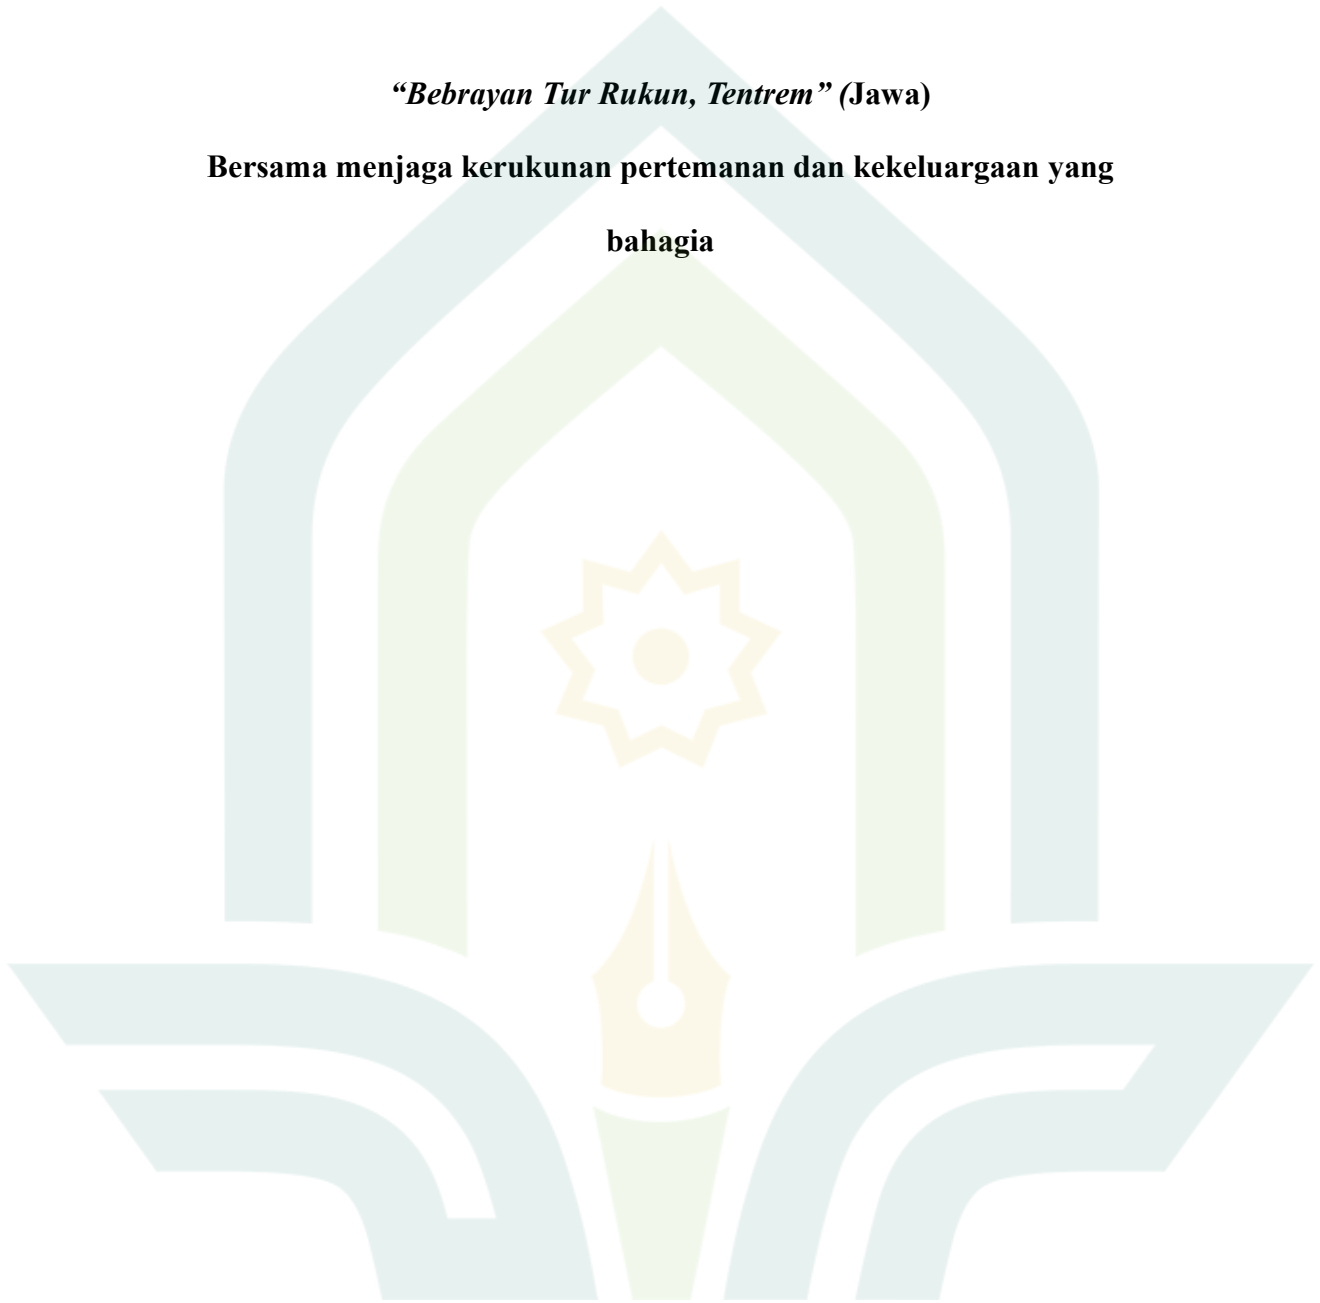 “Bebrayan Tur Rukun, Tentrem” (Jawa)
Bersama menjaga kerukunan pertemanan dan kekeluargaan yang
bahagia